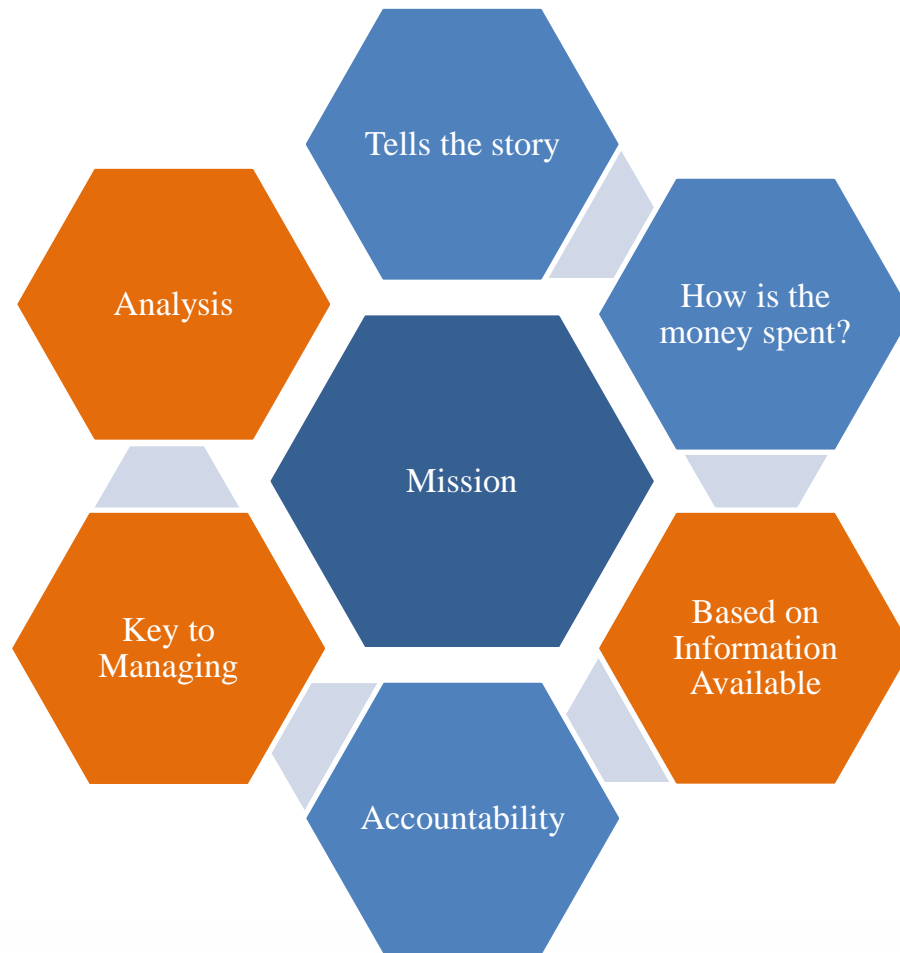 Tells the story
How is the
money spent?
Based on
Information
Available
Accountability
Key to
Managing
Analysis
Mission